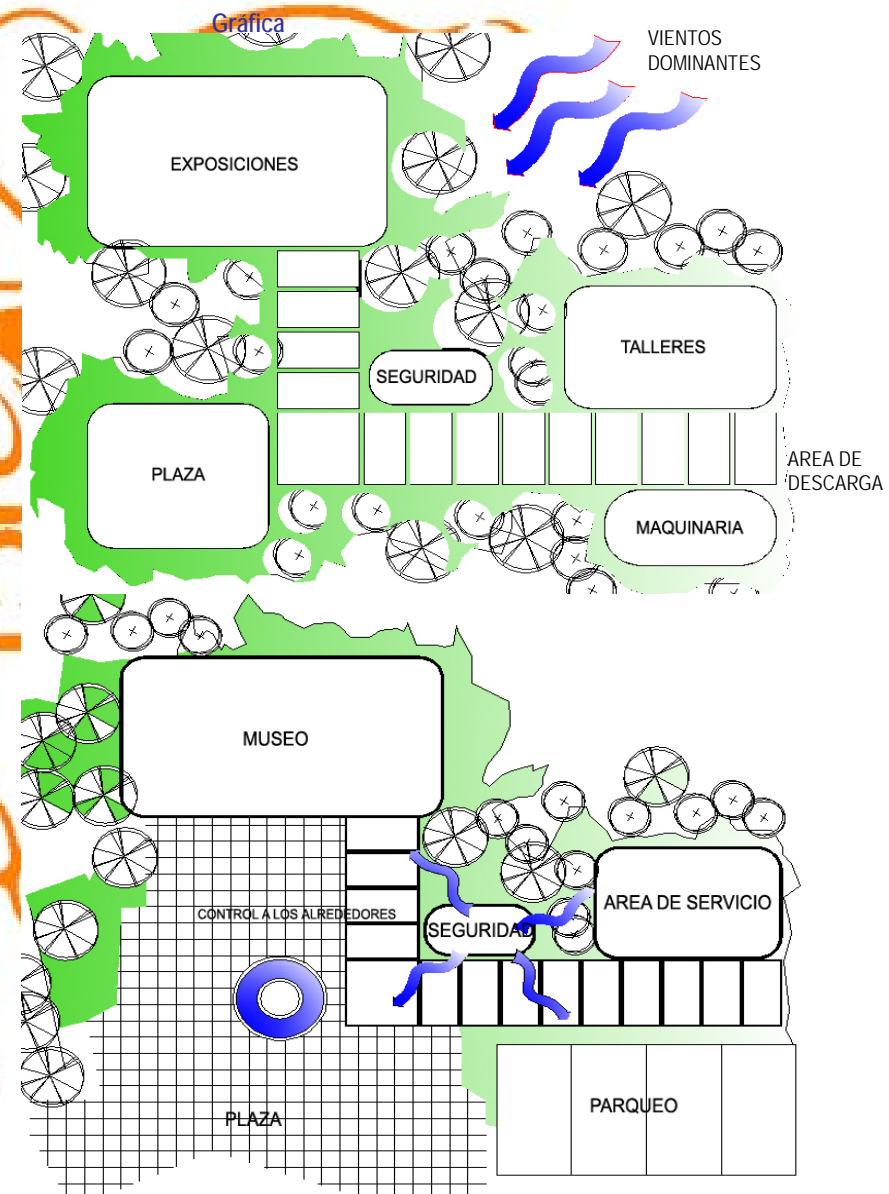 Gráfica
VIENTOS
DOMINANTES
EXPOSICIONES
TALLERES
SEGURIDAD
PLAZA
AREA DE
DESCARGA
MAQUINARIA
MUSEO
AREA DE SERVICIO
CONTROL A LOS ALREDEDORES
SEGURIDAD
PARQUEO
PLAZA